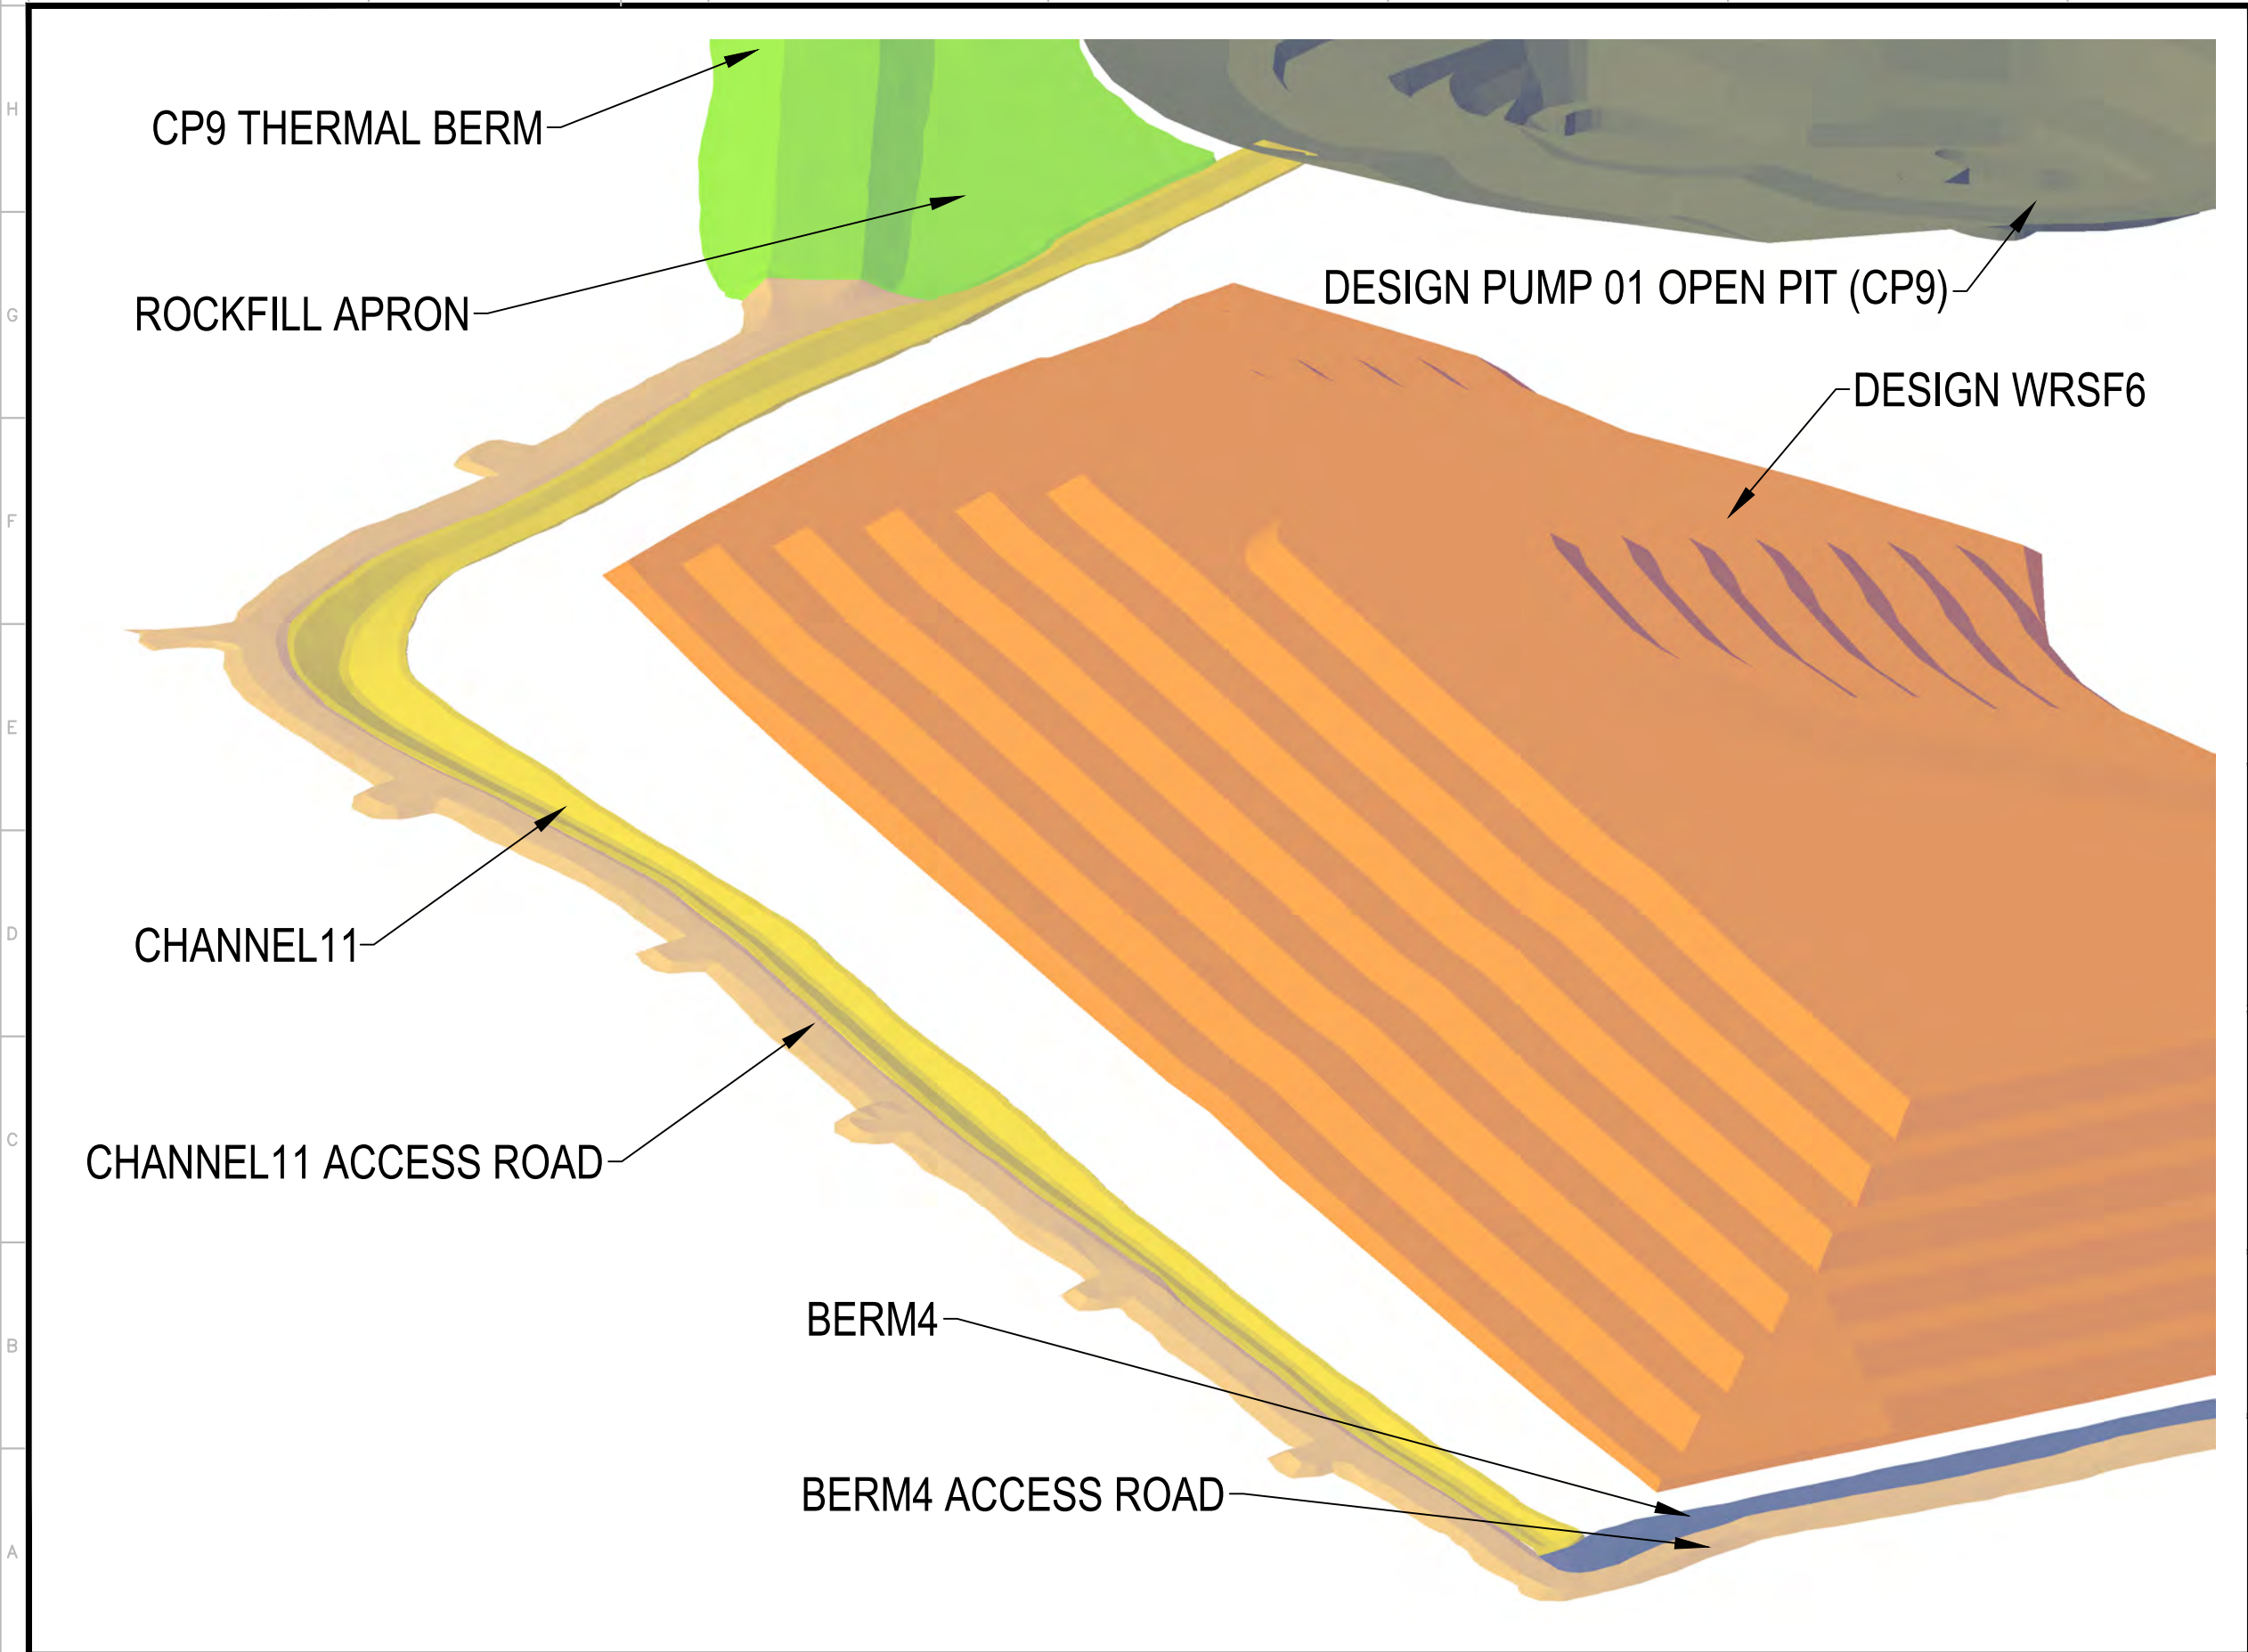 H
CP9 THERMAL BERM
ROCKFILL APRON
G
DESIGN PUMP 01 OPEN PIT (CP9)
DESIGN WRSF6
F
E
CHANNEL11
D
CHANNEL11 ACCESS ROAD
C
BERM4
B
BERM4 ACCESS ROAD
A